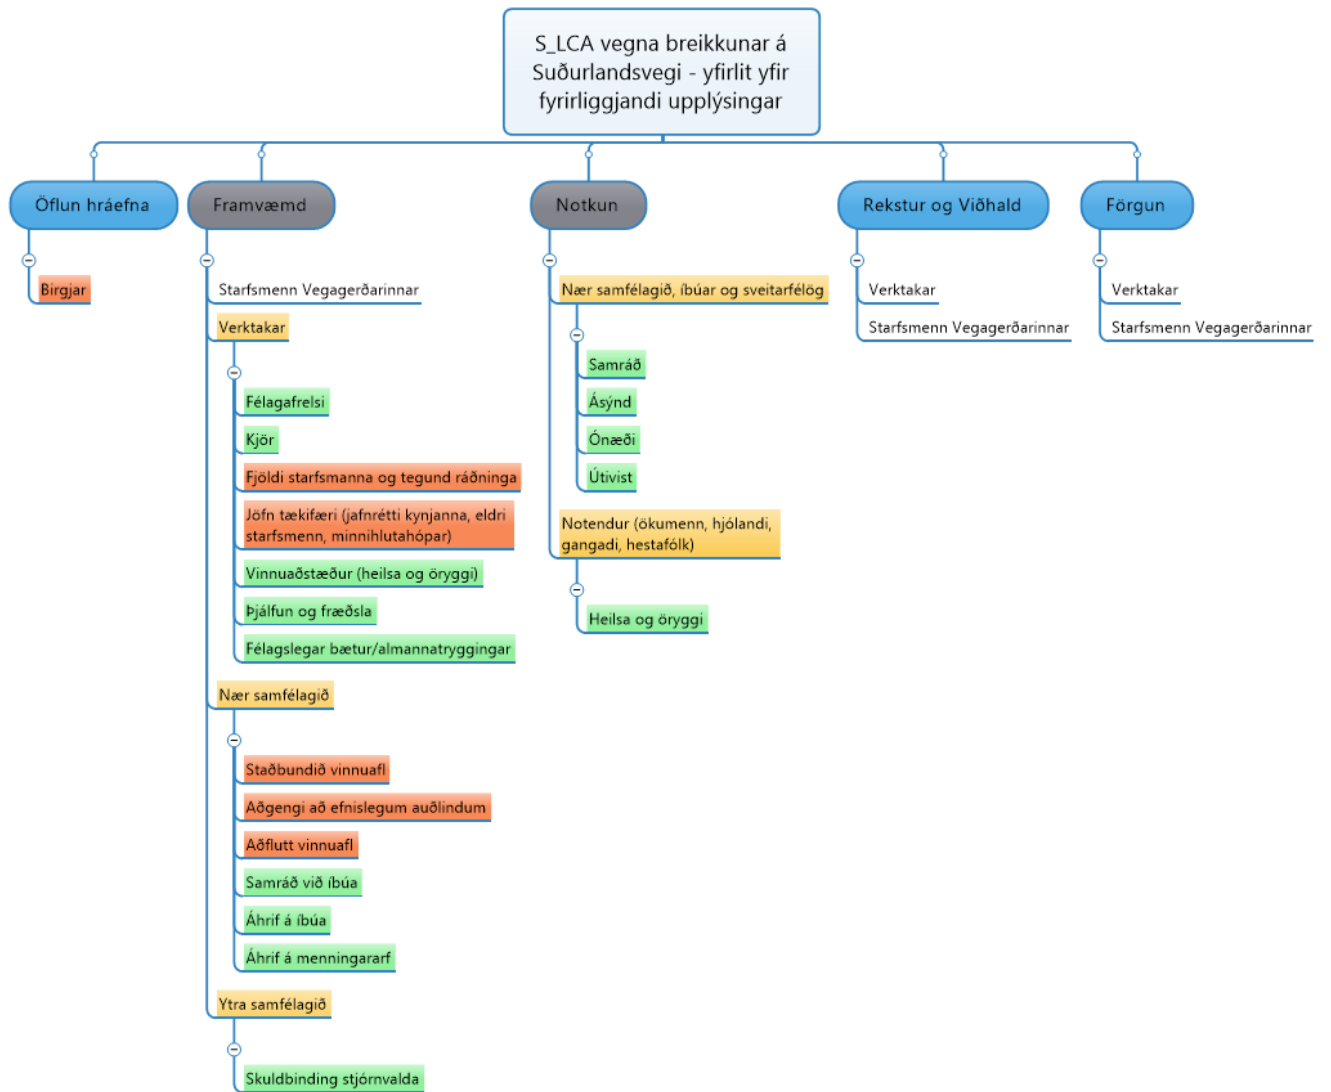 S_LCA vegna breikkunar á
Suðurlandsvegi - yfirlit yfir
fyrirliggjandi upplýsingar
Öflun hráefna
Framvæmd
Notkun
Rekstur og Viðhald
Förgun
Birgjar
Starfsmenn Vegagerðarinnar
Verktakar
Félagafrelsi
Kjör
Fjöldi starfsmanna og tegund ráðninga
Jöfn tækifæri (jafnrétti kynjanna, eldri
starfsmenn, minnihlutahópar)
Vinnuaðstæður (heilsa og öryggi)
Þjálfun og fræðsla
Félagslegar bætur/almannatryggingar
Nær samfélagið
Staðbundið vinnuafl
Aðgengi að efnislegum auðlindum
Aðflutt vinnuafl
Samráð við íbúa
Áhrif á íbúa
Áhrif á menningararf
Ytra samfélagið
Skuldbinding stjórnvalda
Nær samfélagið, íbúar og sveitarfélög
Samráð
Ásýnd
Ónæði
Útivist
Notendur (ökumenn, hjólandi,
gangadi, hestafólk)
Heilsa og öryggi
Verktakar
Starfsmenn Vegagerðarinnar
Verktakar
Starfsmenn Vegagerðarinnar